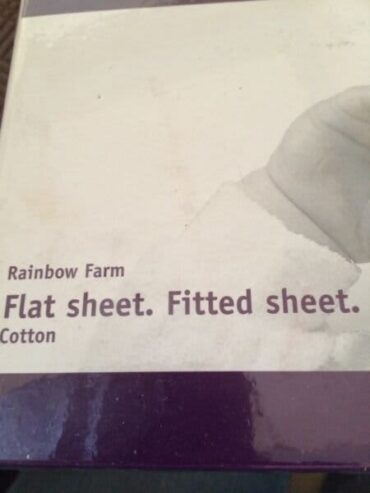 Rainbow Farm
Flat sheet. Fitted sheet.
Cotton